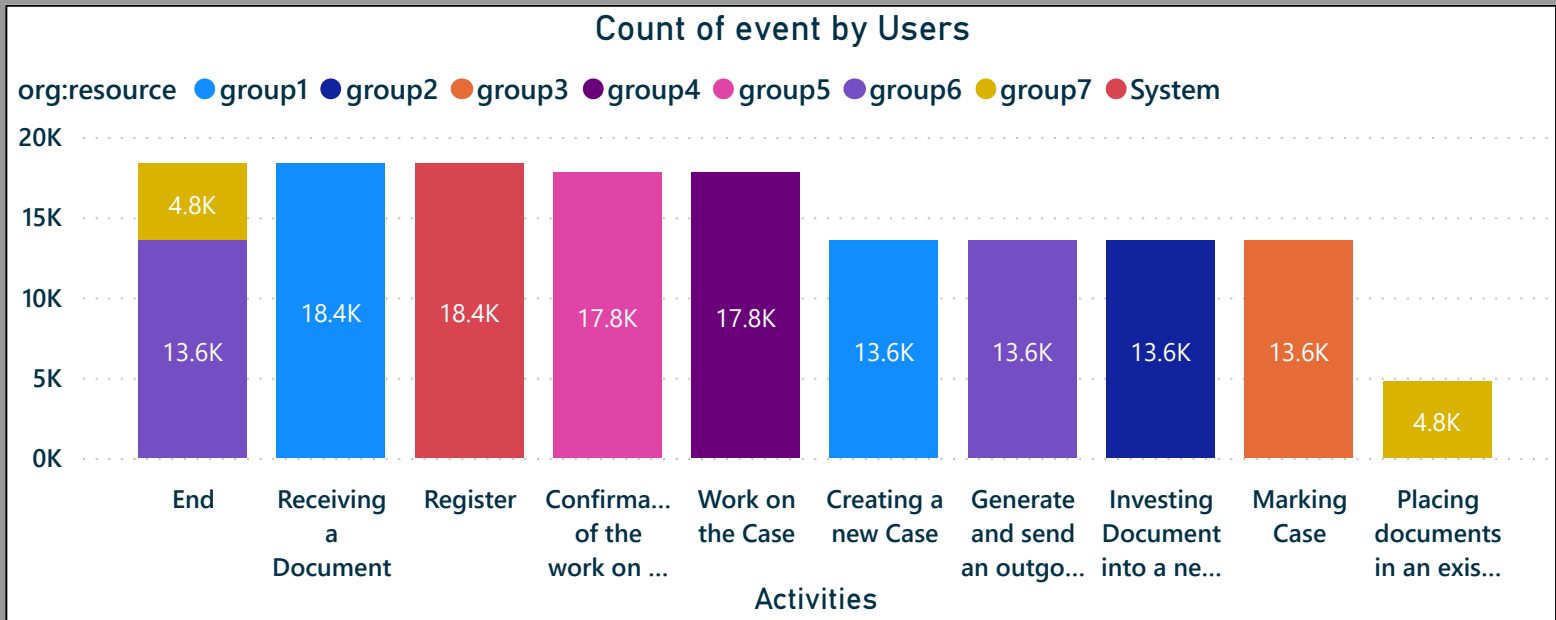 Count of event by Users
org:resource group1 group2 group3 group4 group5 group6 group7 System
20K
15K
10K
5K
0K
4.8K
13.6K
18.4K
18.4K
17.8K
17.8K
13.6K
13.6K
13.6K
13.6K
4.8K
End
Receiving
a
Document
Register
Confirma...
of the
work on ...
Work on
the Case
Creating a
new Case
Generate
and send
an outgo...
Investing
Document
into a ne...
Marking
Case
Placing
documents
in an exis...
Activities